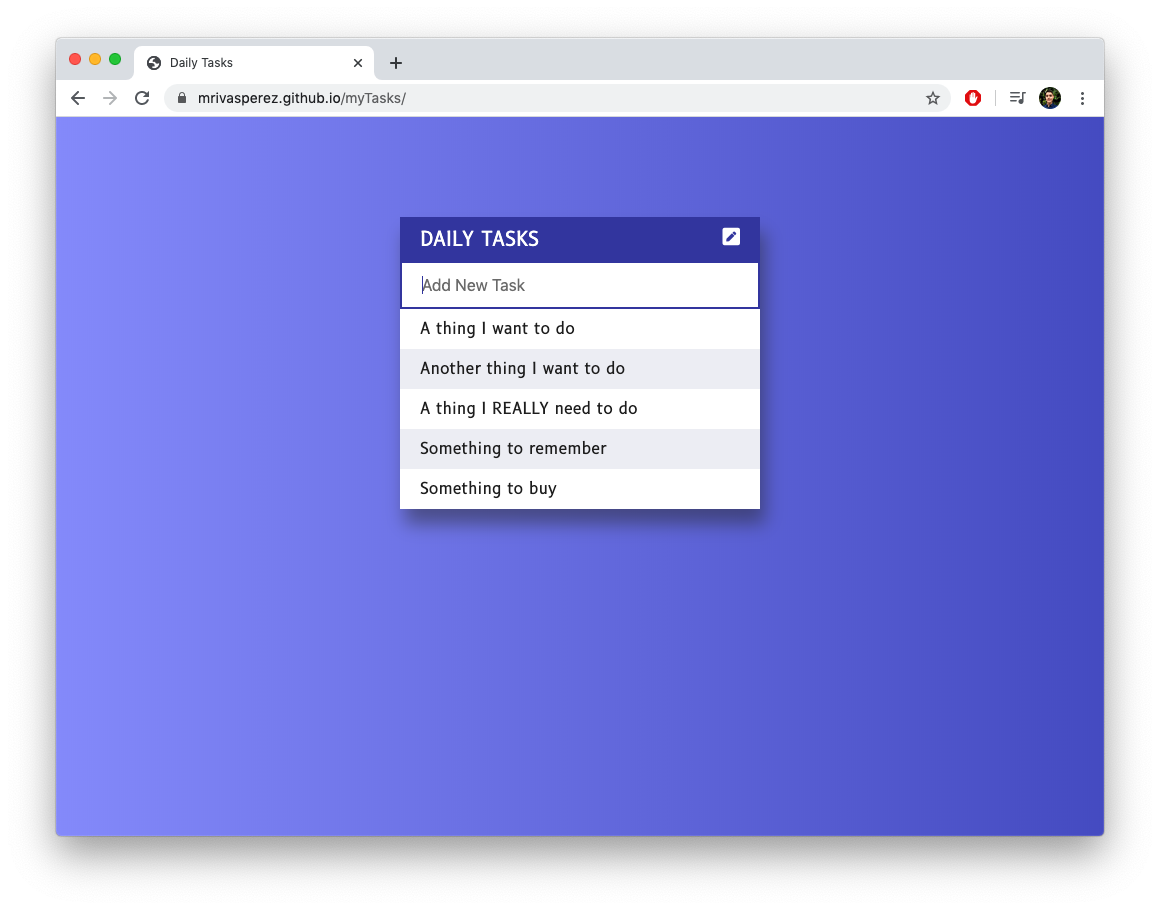 Daily Tasks
mrivasperez.github.io/myTasks/
DAILY TASKS
Add New Task
A thing I want to do
Another thing I want to do
A thing I REALLY need to do
Something to remember
Something to buy